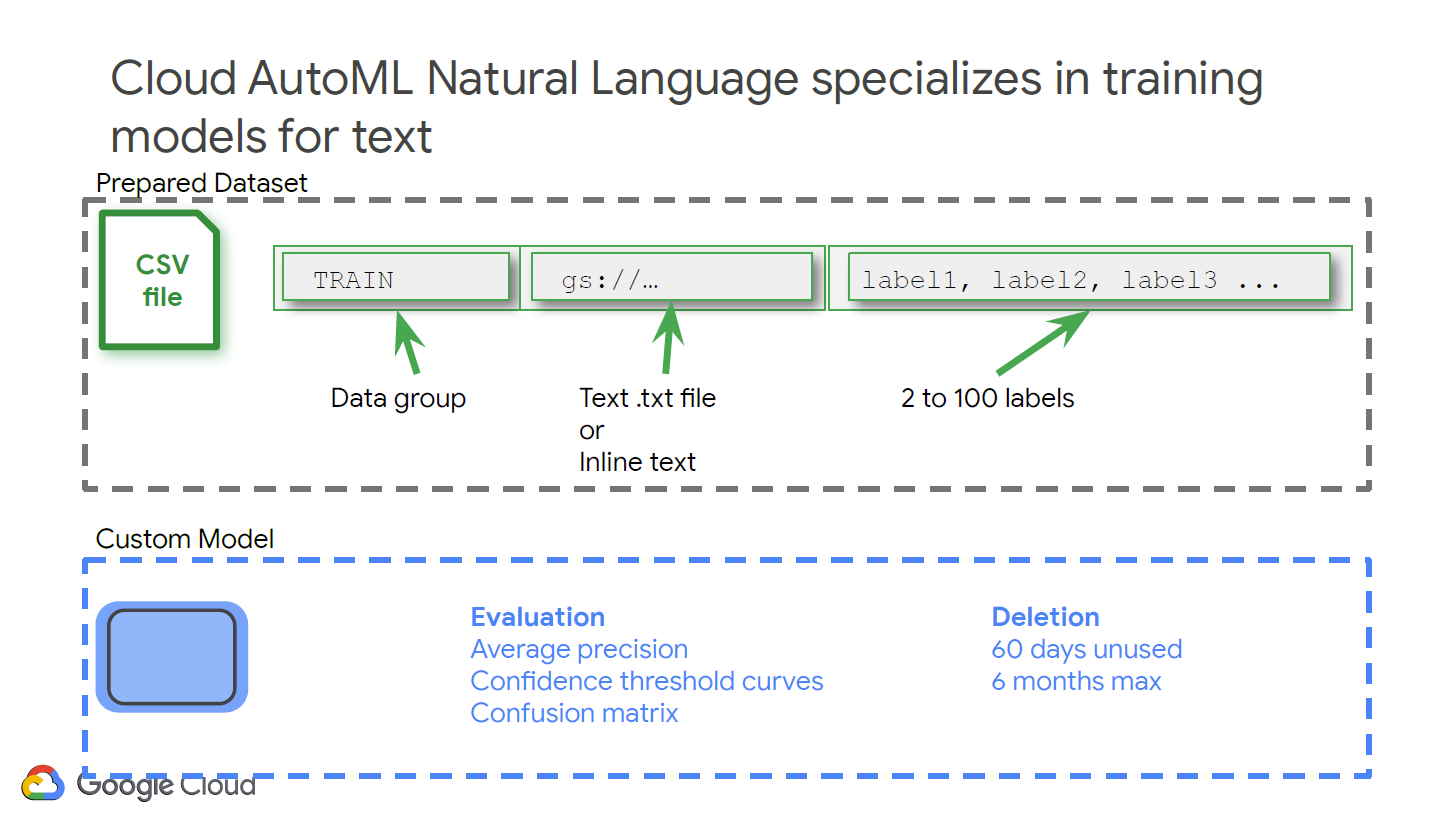 Cloud AutoML Natural Language specializes in training
models for text
Prepared Dataset
CSV
file
TRAIN
gs://…
label1, label2, label3 ...
Data group
Text .txt file
or
Inline text
2 to 100 labels
Custom Model
Evaluation
Average precision
Confidence threshold curves
Confusion matrix
Deletion
60 days unused
6 months max
Google Cloud